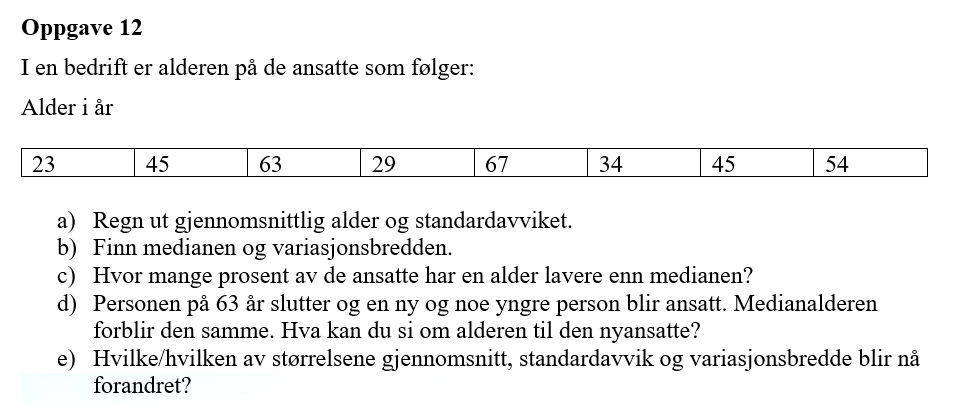 Oppgave 12
I en bedrift er alderen på de ansatte som følger:
Alder i år
23 45 63 29 67 34 45 54
a) Regn ut gjennomsnittlig alder og standardavviket.
b) Finn medianen og variasjonsbredden.
c) Hvor mange prosent av de ansatte har en alder lavere enn medianen?
d) Personen på 63 år slutter og en ny og noe yngre person blir ansatt. Medianalderen
forblir den samme. Hva kan du si om alderen til den nyansatte?
e) Hvilke/hvilken av størrelsene gjennomsnitt, standardavvik og variasjonsbredde blir nå
forandret?